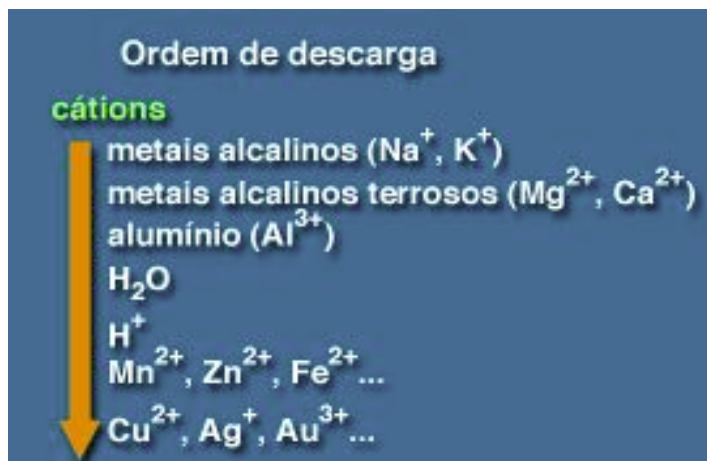 Ordem de descarga
cátions
metais alcalinos (Na⁺, K⁺)
metais alcalinos terrosos (Mg²⁺, Ca²⁺)
alumínio (Al³⁺)
H₂O
H⁺
Mn²⁺, Zn²⁺, Fe²⁺...
Cu²⁺, Ag⁺, Au³⁺...